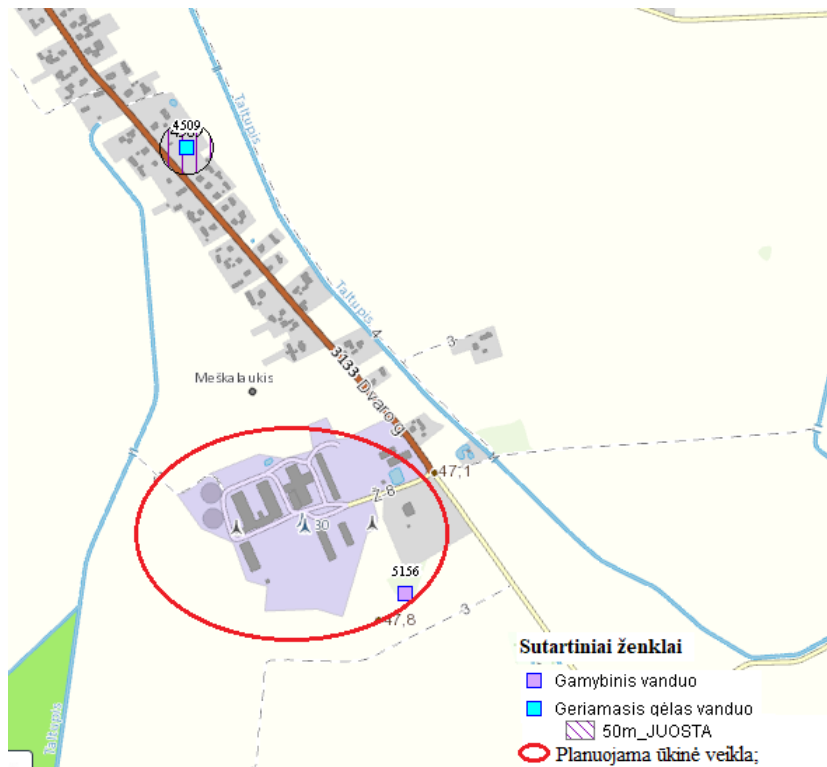 Taltupis
4509
Taltupis
4
3
3133 Dvaro g
Meškalaukis
47,1
Ž-8
30
5156
47,8
3
Taltupis
Sutartiniai ženklai
Gamybinis vanduo
Geriamasis gėlas vanduo
50m_JUOSTA
Planuojama ūkinė veikla;